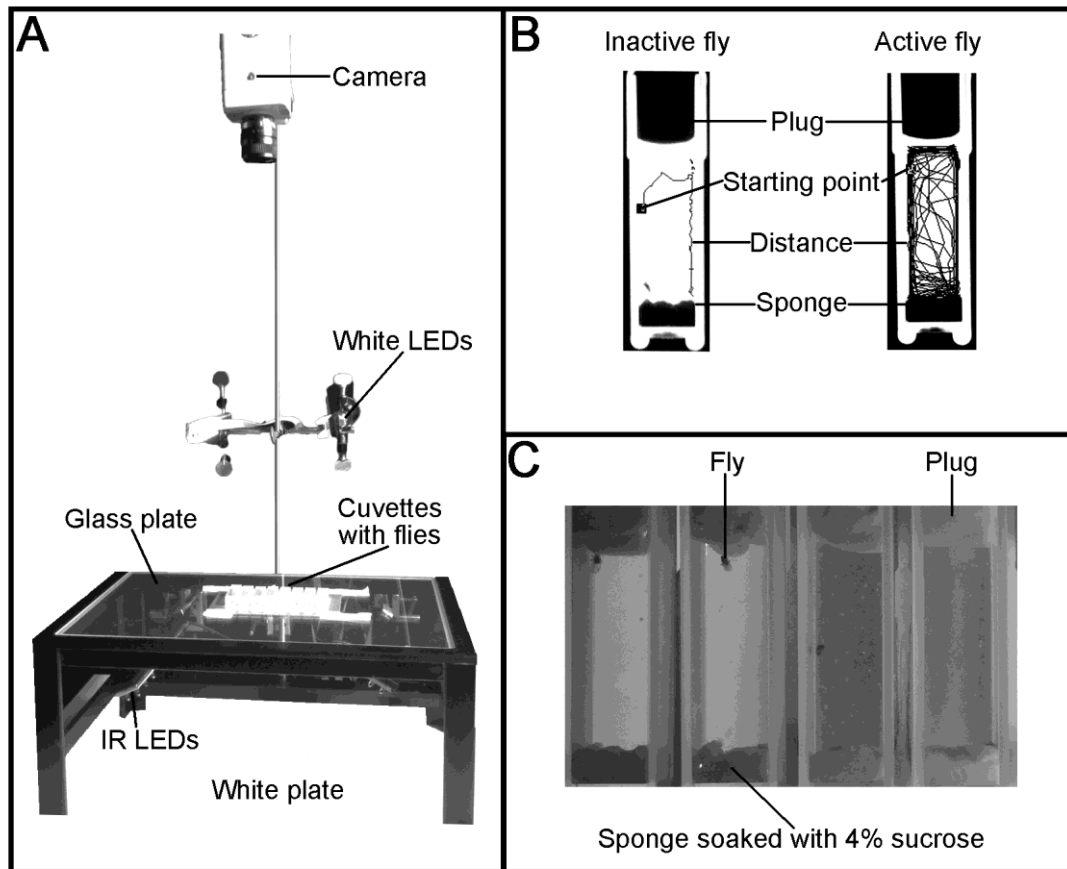 A
Camera
White LEDs
Cuvettes
with flies
Glass plate
IR LEDs
White plate
B
Inactive fly
Active fly
Plug
Starting point
Distance
Sponge
C
Fly
Plug
Sponge soaked with 4% sucrose